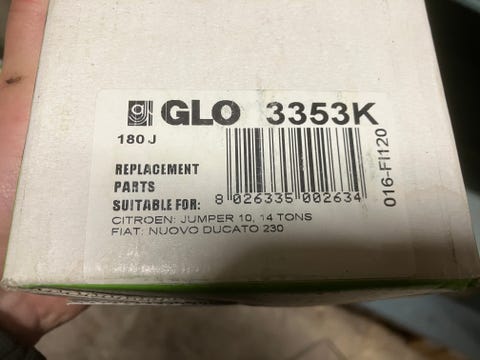 g GLO 3353K
180 J
REPLACEMENT
PARTS
SUITABLE FOR:
8 026335 002634
016-FI120
CITROEN: JUMPER 10, 14 TONS
FIAT: NUOVO DUCATO 230